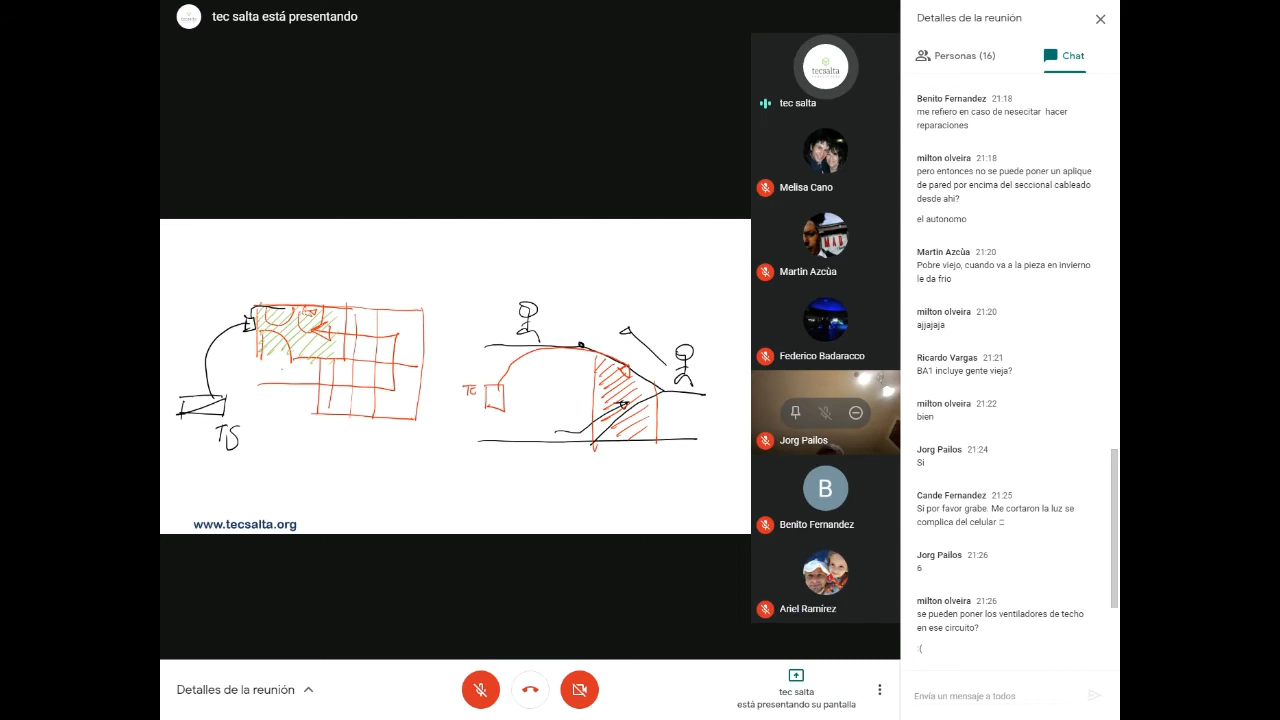 tec salta está presentando
Detalles de la reunión
Personas (16)
Chat
tecsalta
tec salta
Melisa Cano
Martin Azcùa
Federico Badaracco
Jorg Pailos
B
Benito Fernandez
Ariel Ramírez
Benito Fernandez 21:18
me refiero en caso de nesecitar hacer
reparaciones
milton olveira 21:18
pero entonces no se puede poner un aplique
de pared por encima del seccional cableado
desde ahi?
el autonomo
Martin Azcùa 21:20
Pobre viejo, cuando va a la pieza en invierno
le da frio
milton olveira 21:20
ajjajaja
Ricardo Vargas 21:21
BA1 incluye gente vieja?
milton olveira 21:22
bien
Jorg Pailos 21:24
Si
Cande Fernandez 21:25
Si por favor grabe. Me cortaron la luz se
complica del celular □
Jorg Pailos 21:26
6
milton olveira 21:26
se pueden poner los ventiladores de techo
en ese circuito?
:(
Envía un mensaje a todos
TS
TC
www.tecsalta.org
Detalles de la reunión
tec salta
está presentando su pantalla